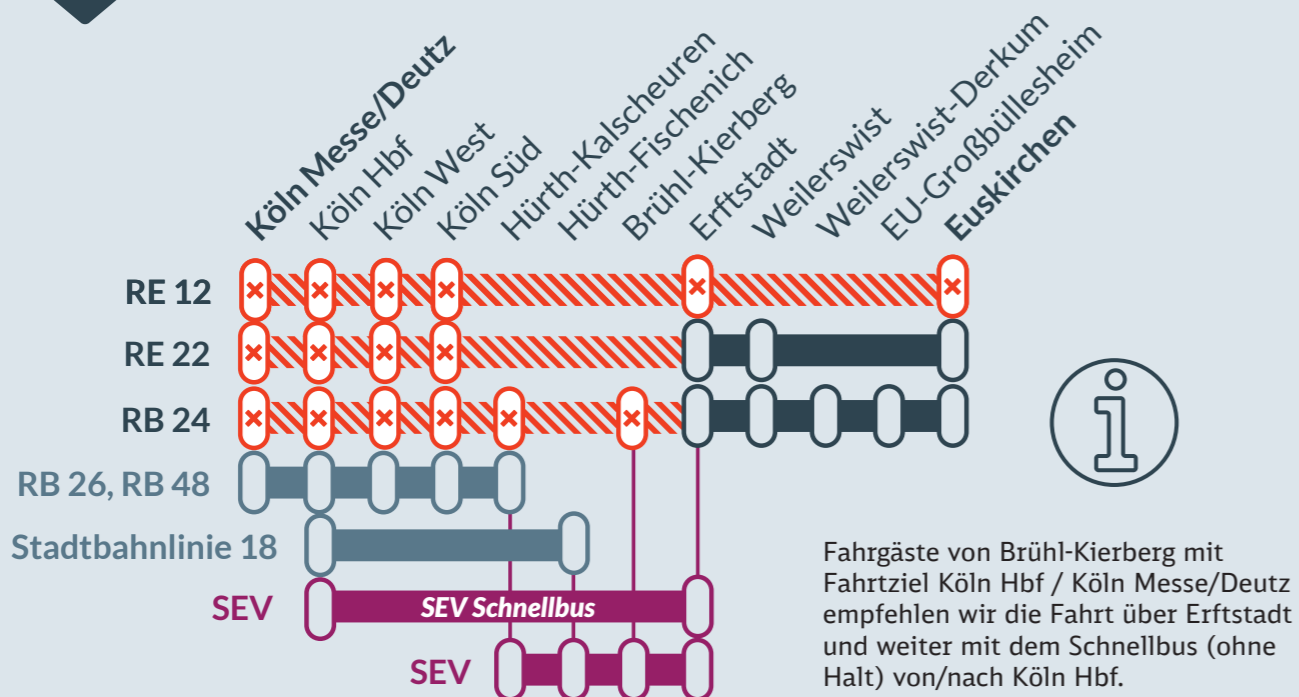 Köln Messe/Deutz
Köln Hbf
Köln West
Köln Süd
Hürth-Kalscheuren
Hürth-Fischenich
Brühl-Kierberg
Erftstadt
Weilerswist
Weilerswist-Derkum
EU-Großbüllesheim
Euskirchen
RE 12
RE 22
RB 24
RB 26, RB 48
Stadtbahnlinie 18
SEV
SEV Schnellbus
SEV
Fahrgäste von Brühl-Kierberg mit
Fahrtziel Köln Hbf / Köln Messe/Deutz
empfehlen wir die Fahrt über Erftstadt
und weiter mit dem Schnellbus (ohne
Halt) von/nach Köln Hbf.